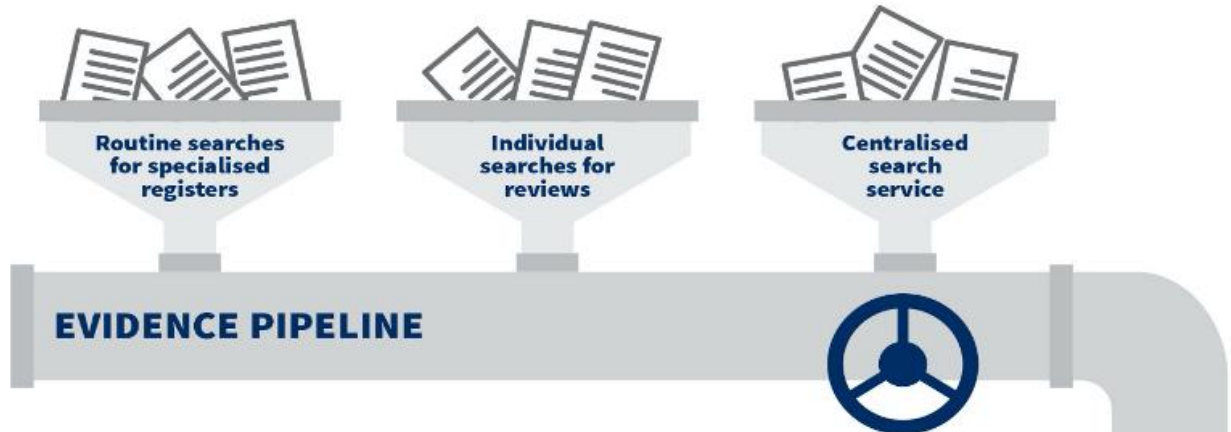 Routine searches
for specialised
registers
Individual
searches for
reviews
Centralised
search
service
EVIDENCE PIPELINE